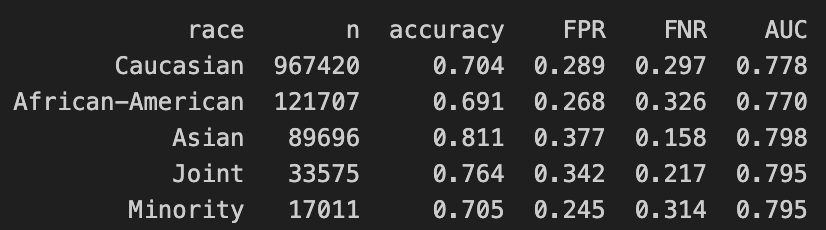 race n accuracy FPR FNR AUC
Caucasian 967420 0.704 0.289 0.297 0.778
African-American 121707 0.691 0.268 0.326 0.770
Asian 89696 0.811 0.377 0.158 0.798
Joint 33575 0.764 0.342 0.217 0.795
Minority 17011 0.705 0.245 0.314 0.795